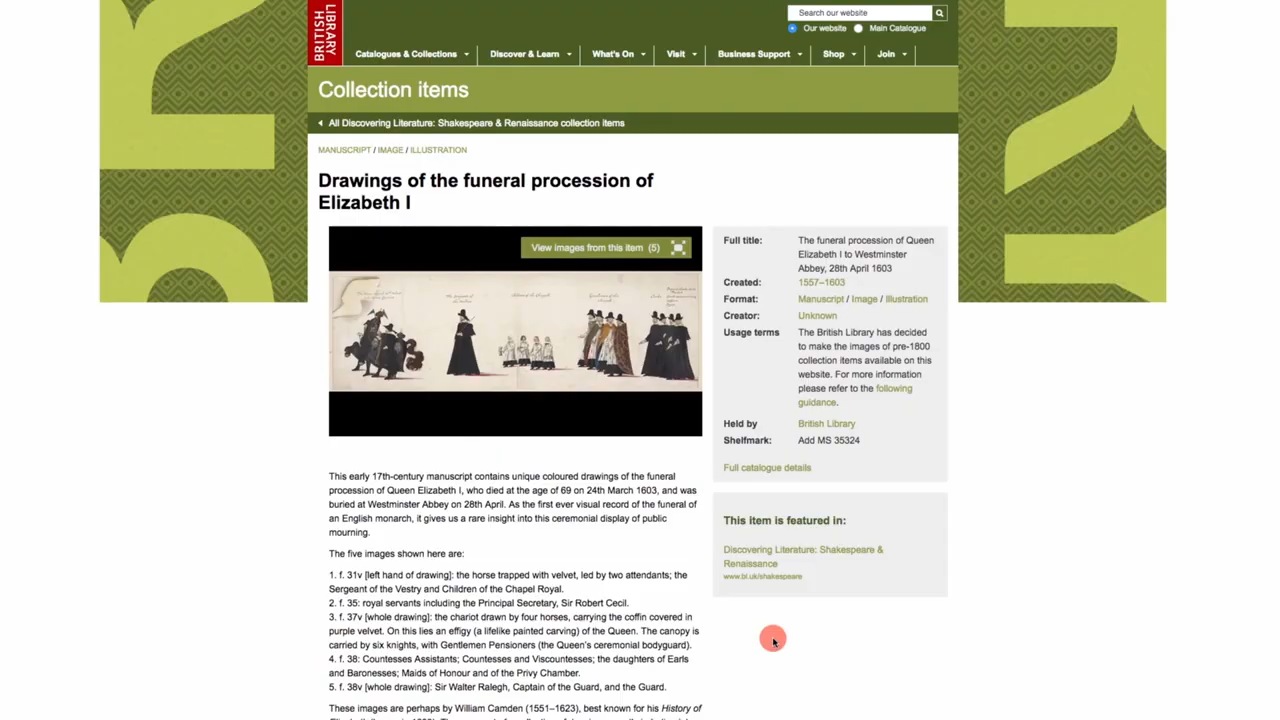 LIBRARY
BRITISH
Search our website
Our website
Main Catalogue
Catalogues & Collections
Discover & Learn
What's On
Visit
Business Support
Shop
Join
Collection items
All Discovering Literature: Shakespeare & Renaissance collection items
MANUSCRIPT / IMAGE / ILLUSTRATION
Drawings of the funeral procession of
Elizabeth I
View images from this item (5)
This early 17th-century manuscript contains unique coloured drawings of the funeral
procession of Queen Elizabeth I, who died at the age of 69 on 24th March 1603, and was
buried at Westminster Abbey on 28th April. As the first ever visual record of the funeral of
an English monarch, it gives us a rare insight into this ceremonial display of public
mourning.
The five images shown here are:
1. f. 31v [left hand of drawing]: the horse trapped with velvet, led by two attendants; the
Sergeant of the Vestry and Children of the Chapel Royal.
2. f. 35: royal servants including the Principal Secretary, Sir Robert Cecil.
3. f. 37v [whole drawing]: the chariot drawn by four horses, carrying the coffin covered in
purple velvet. On this lies an effigy (a lifelike painted carving) of the Queen. The canopy is
carried by six knights, with Gentlemen Pensioners (the Queen's ceremonial bodyguard).
4. f. 38: Countesses Assistants; Countesses and Viscountesses; the daughters of Earls
and Baronesses; Maids of Honour and of the Privy Chamber.
5. f. 38v [whole drawing]: Sir Walter Ralegh, Captain of the Guard, and the Guard.
These images are perhaps by William Camden (1551–1623), best known for his History of
Full title: The funeral procession of Queen
Elizabeth I to Westminster
Abbey, 28th April 1603
Created: 1557–1603
Format: Manuscript / Image / Illustration
Creator: Unknown
Usage terms The British Library has decided
to make the images of pre-1800
collection items available on this
website. For more information
please refer to the following
guidance.
Held by British Library
Shelfmark: Add MS 35324
Full catalogue details
This item is featured in:
Discovering Literature: Shakespeare &
Renaissance
www.bl.uk/shakespeare